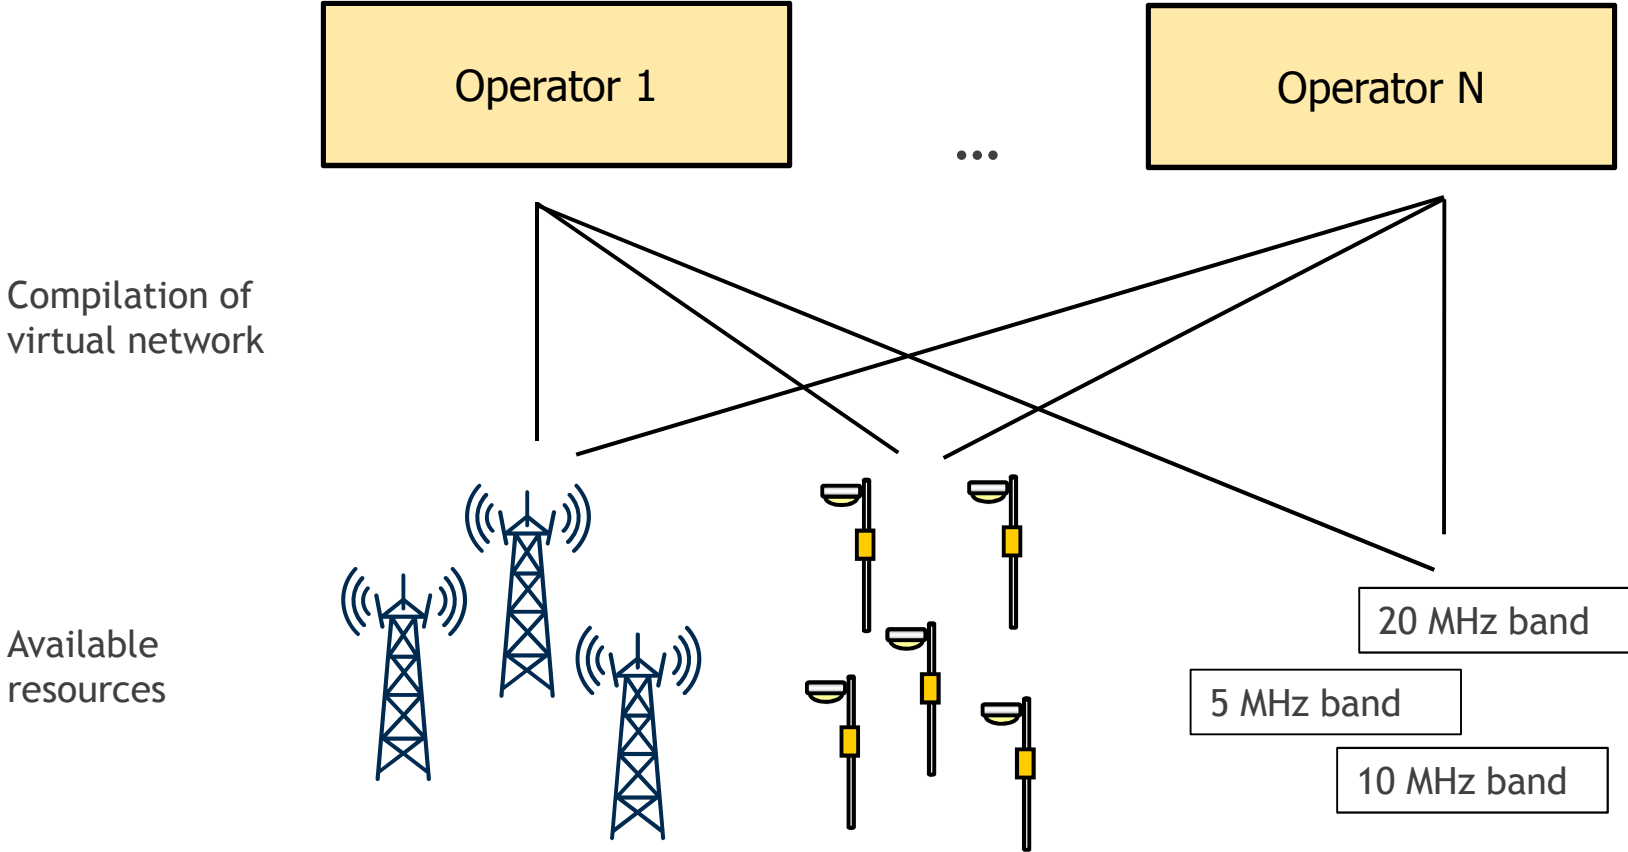 Operator 1
Operator N
...
Compilation of
virtual network
Available
resources
20 MHz band
5 MHz band
10 MHz band